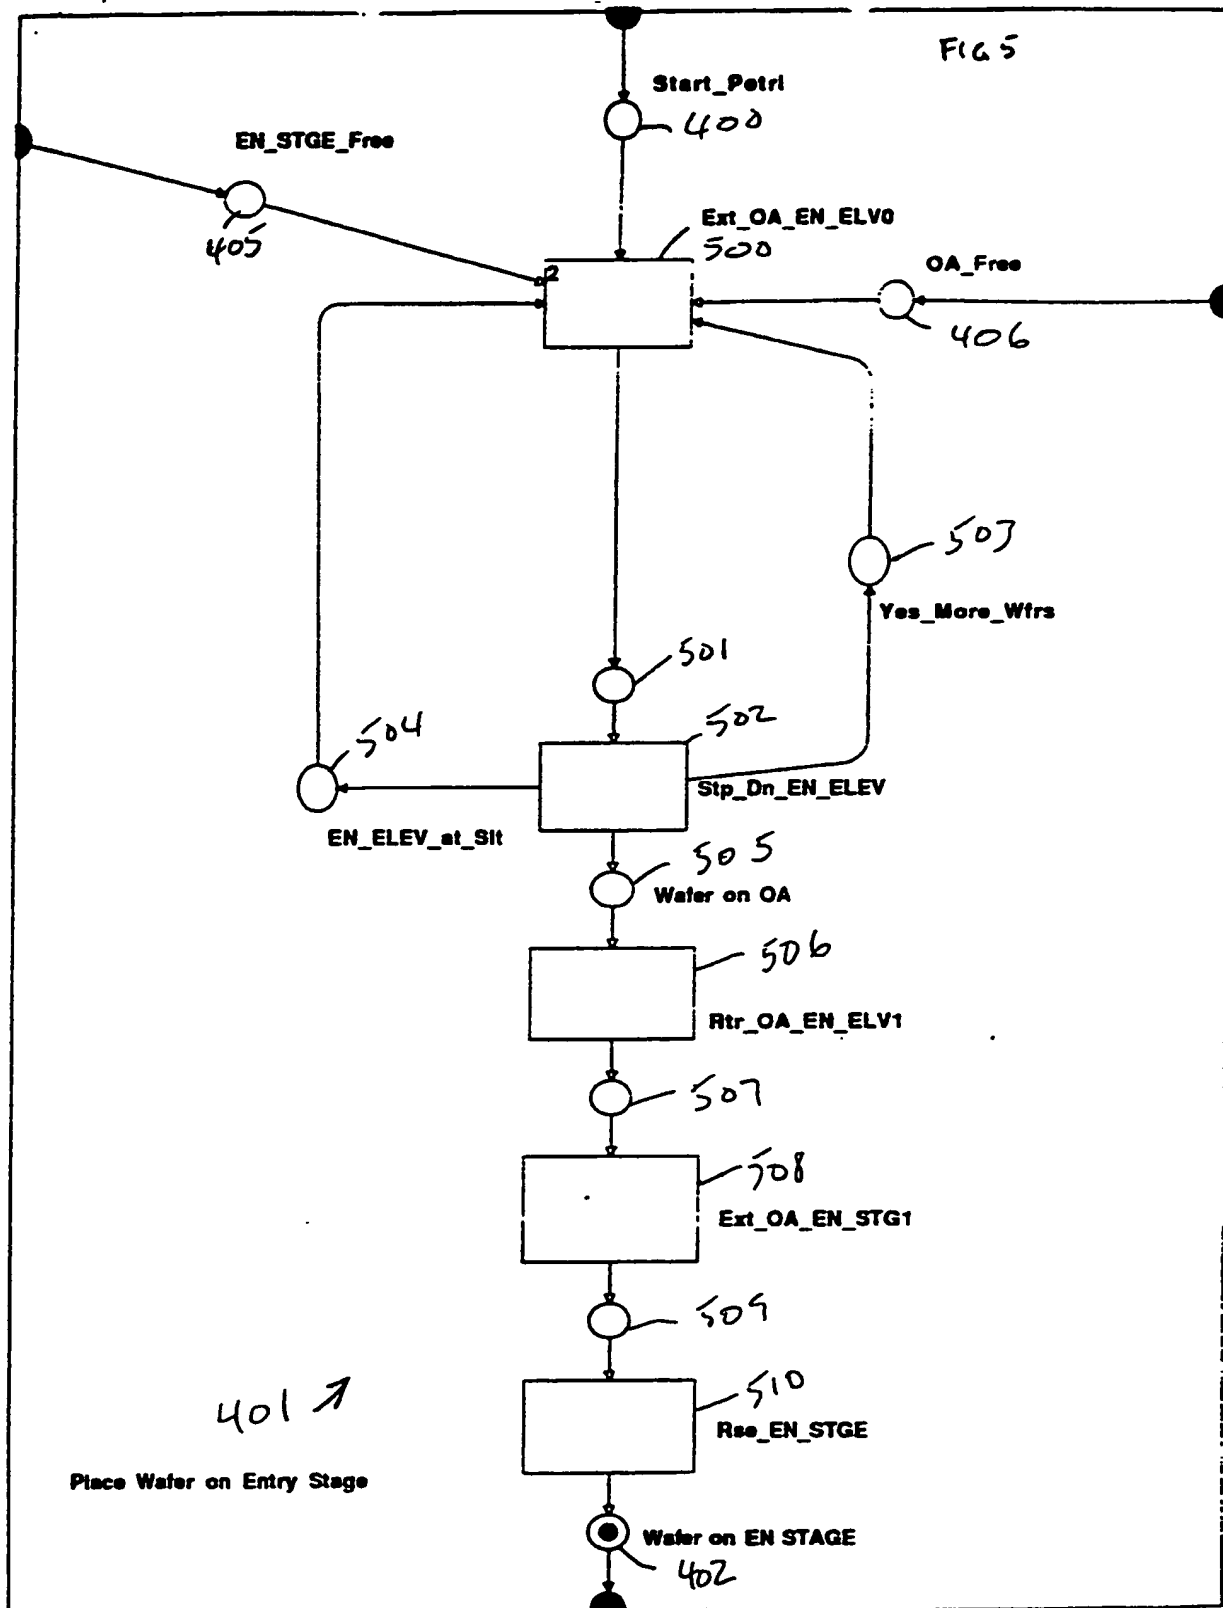 FIG 5
Start_Petri
400
EN_STGE_Free
405
Ext_OA_EN_ELV0
500
OA_Free
2
406
503
Yes_More_Wfrs
501
502
504
Stp_Dn_EN_ELEV
EN_ELEV_at_Slt
505
Wafer on OA
506
Rtr_OA_EN_ELV1
507
508
Ext_OA_EN_STG1
509
510
401
Rse_EN_STGE
Place Wafer on Entry Stage
Wafer on EN STAGE
402